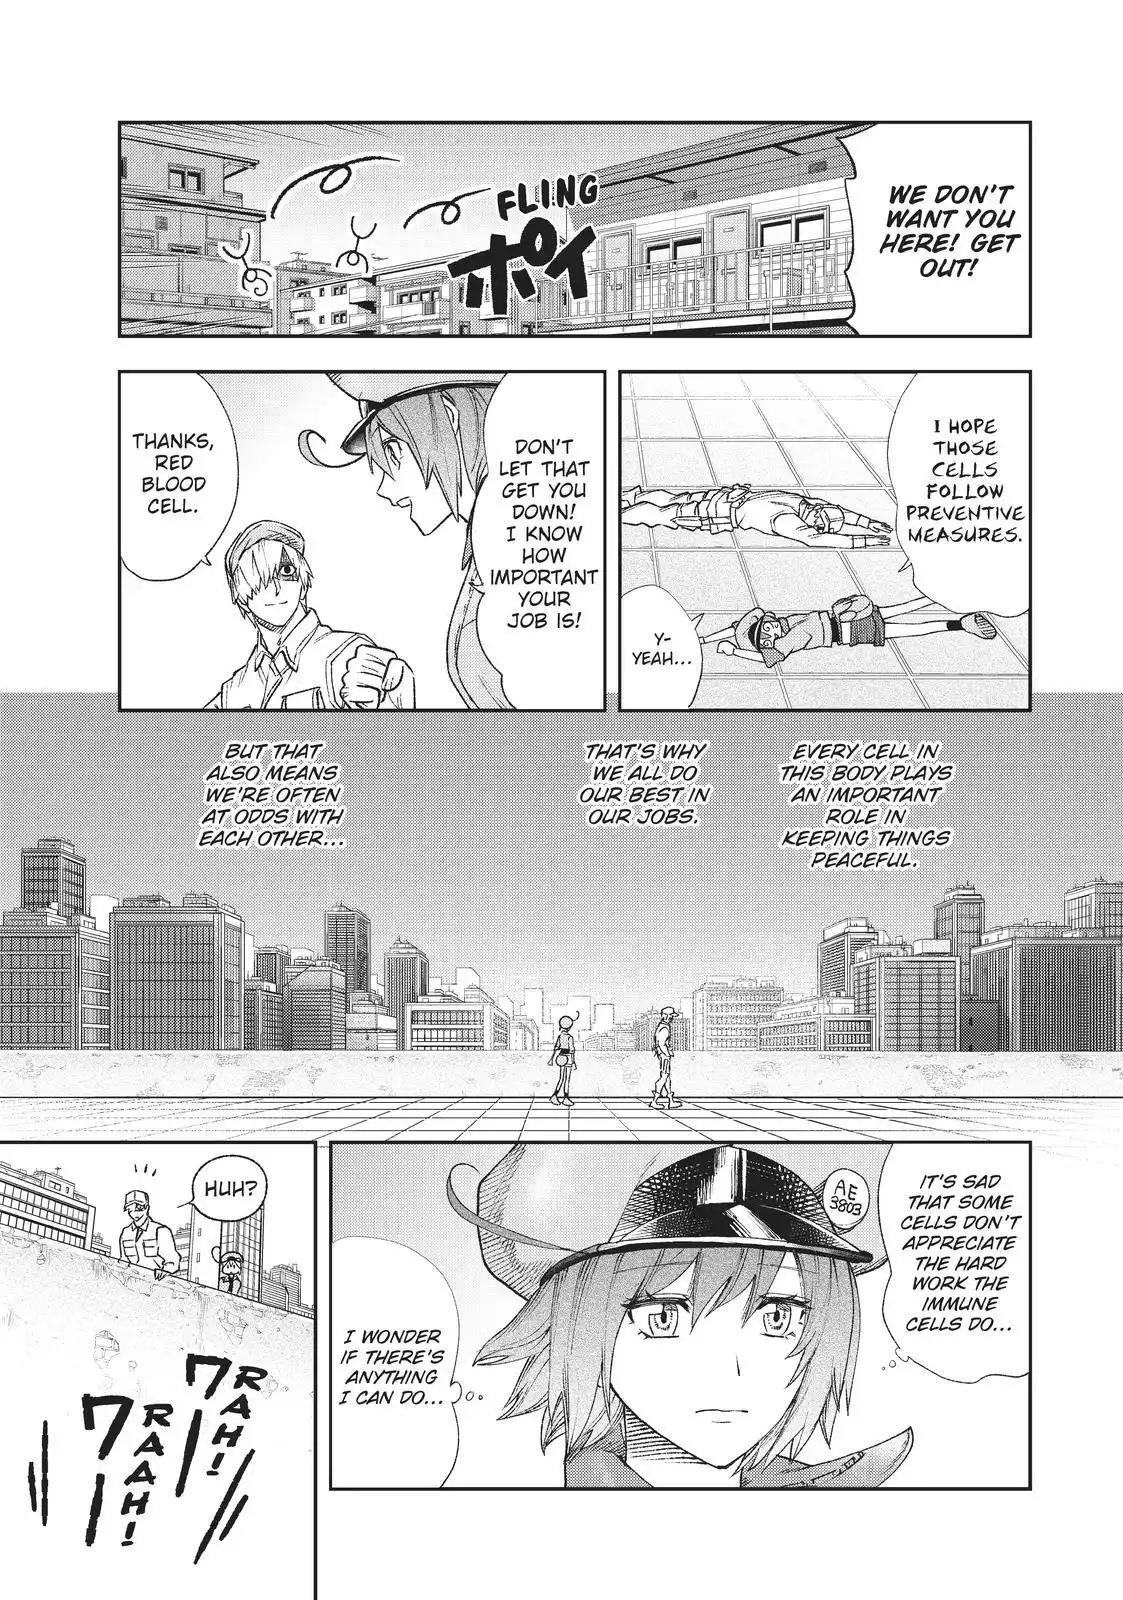 WE DON'T
WANT YOU
HERE! GET
OUT!
FLING
ポイ
I HOPE
THOSE
CELLS
FOLLOW
PREVENTIVE
MEASURES.
Y-
YEAH...
DON'T
LET THAT
GET YOU
DOWN!
I KNOW
HOW
IMPORTANT
YOUR
JOB IS!
THANKS,
RED
BLOOD
CELL.
EVERY CELL IN
THIS BODY PLAYS
AN IMPORTANT
ROLE IN
KEEPING THINGS
PEACEFUL.
THAT'S WHY
WE ALL DO
OUR BEST IN
OUR JOBS.
BUT THAT
ALSO MEANS
WE'RE OFTEN
AT ODDS WITH
EACH OTHER...
IT'S SAD
THAT SOME
CELLS DON'T
APPRECIATE
THE HARD
WORK THE
IMMUNE
CELLS DO...
AE
3803
I WONDER
IF THERE'S
ANYTHING
I CAN DO...
HUH?
ワー!
RAH!
ワー!
RAAH!